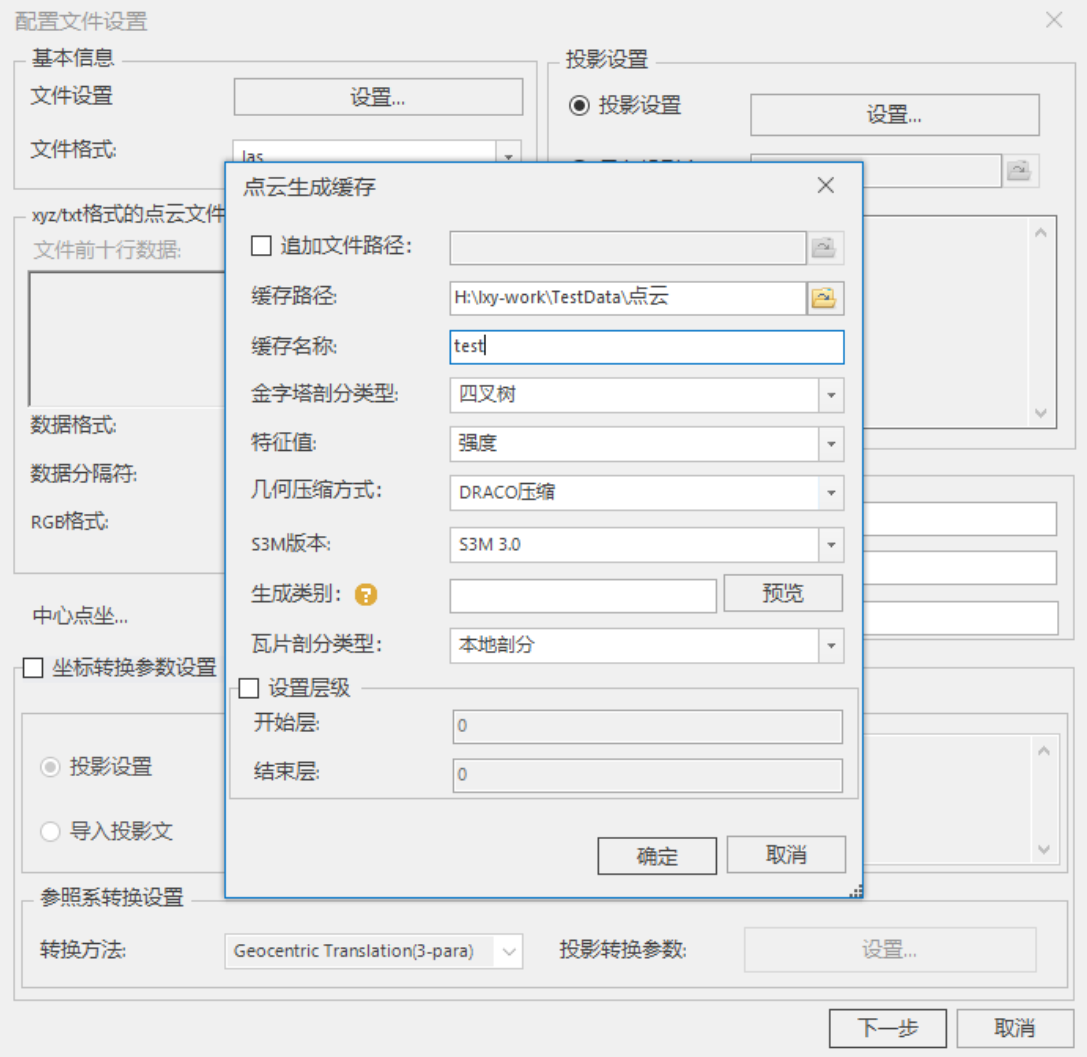 配置文件设置
基本信息
文件设置
设置...
文件格式:
las
投影设置
投影设置
设置...
xyz/txt格式的点云文件
文件前十行数据:
数据格式:
数据分隔符:
RGB格式:
中心点坐...
点云生成缓存
追加文件路径:
缓存路径:
H:\lxy-work\TestData\点云
缓存名称:
test
金字塔剖分类型:
四叉树
特征值:
强度
几何压缩方式:
DRACO压缩
S3M版本:
S3M 3.0
生成类别:
?
预览
瓦片剖分类型:
本地剖分
设置层级
开始层:
0
结束层:
0
确定
取消
坐标转换参数设置
投影设置
导入投影文
参照系转换设置
转换方法:
Geocentric Translation(3-para)
投影转换参数:
设置...
下一步
取消